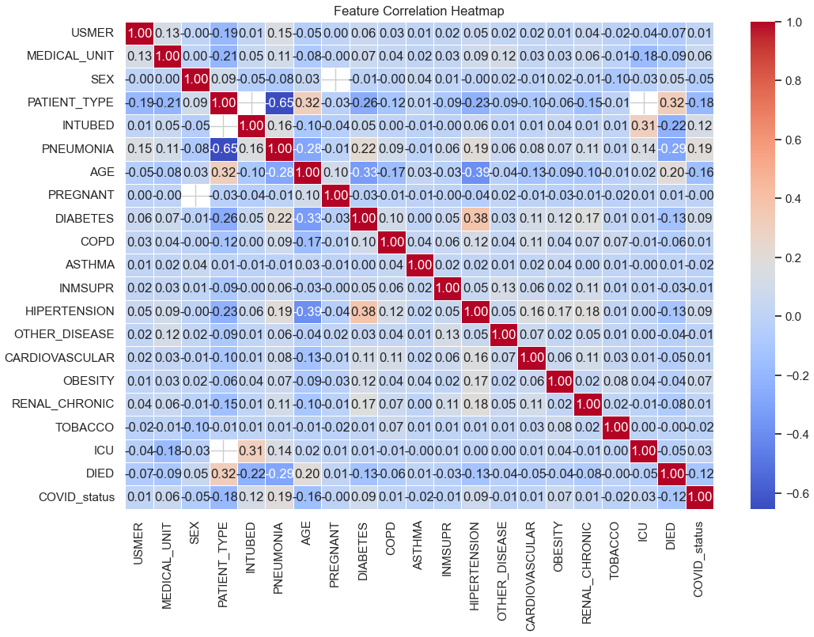 Feature Correlation Heatmap
USMER 1.00 0.13 -0.00 -0.19 0.01 0.15 -0.05 0.00 0.06 0.03 0.01 0.02 0.05 0.02 0.02 0.01 0.04 -0.02 -0.04 -0.07 0.01
MEDICAL_UNIT 0.13 1.00 0.00 -0.21 0.05 0.11 -0.08 -0.00 0.07 0.04 0.02 0.03 0.09 0.12 0.03 0.03 0.06 -0.01 -0.18 -0.09 0.06
SEX -0.00 0.00 1.00 0.09 -0.05 -0.08 0.03 -0.01 -0.00 0.04 0.01 -0.01 0.02 -0.01 0.02 -0.01 -0.10 -0.03 0.05 -0.05
PATIENT_TYPE -0.19 -0.21 0.09 1.00 -0.65 0.32 -0.03 -0.26 -0.12 0.01 -0.09 -0.23 -0.09 -0.10 -0.06 -0.15 -0.01 0.32 -0.18
INTUBED 0.01 0.05 -0.05 1.00 0.16 -0.10 -0.04 0.05 0.00 -0.01 -0.00 0.06 0.01 0.01 0.04 0.01 0.01 0.31 -0.22 0.12
PNEUMONIA 0.15 0.11 -0.08 -0.65 0.16 1.00 -0.28 -0.01 0.22 0.09 -0.01 0.06 0.19 0.06 0.08 0.07 0.11 0.01 0.14 -0.29 0.19
AGE -0.05 -0.08 0.03 0.32 -0.10 -0.28 1.00 0.10 -0.33 -0.17 0.03 -0.03 -0.39 -0.04 -0.13 -0.09 -0.10 0.01 0.02 0.20 -0.16
PREGNANT 0.00 -0.00 -0.03 -0.04 -0.01 0.10 1.00 -0.03 -0.01 -0.01 -0.00 -0.04 0.02 -0.01 -0.03 -0.01 0.02 0.01 0.01 -0.00
DIABETES 0.06 0.07 -0.01 -0.26 0.05 0.22 -0.33 -0.03 1.00 0.10 0.00 0.05 0.38 0.03 0.11 0.12 0.17 0.01 0.01 -0.13 0.09
COPD 0.03 0.04 -0.00 -0.12 0.00 0.09 -0.17 -0.01 0.10 1.00 0.04 0.06 0.12 0.04 0.11 0.04 0.07 0.07 -0.01 -0.06 0.01
ASTHMA 0.01 0.02 0.04 0.01 -0.01 -0.01 0.03 -0.01 0.00 0.04 1.00 0.02 0.02 0.01 0.02 0.04 0.00 0.01 -0.00 0.01 -0.02
INMSUPR 0.02 0.03 0.01 -0.09 -0.00 0.06 -0.03 -0.00 0.05 0.06 0.02 1.00 0.05 0.13 0.06 0.02 0.11 0.01 0.01 -0.03 -0.01
HIPERTENSION 0.05 0.09 -0.01 -0.23 0.06 0.19 -0.39 -0.04 0.38 0.12 0.02 0.05 1.00 0.05 0.16 0.17 0.18 0.01 0.00 -0.13 0.09
OTHER_DISEASE 0.02 0.12 0.02 -0.09 0.01 0.06 -0.04 0.02 0.03 0.04 0.01 0.13 0.05 1.00 0.07 0.02 0.05 0.01 0.00 -0.04 -0.01
CARDIOVASCULAR 0.02 0.03 -0.01 -0.10 0.01 0.08 -0.13 -0.01 0.11 0.11 0.02 0.06 0.16 0.07 1.00 0.06 0.11 0.03 0.01 -0.05 0.01
OBESITY 0.01 0.03 0.02 -0.06 0.04 0.07 -0.09 -0.03 0.12 0.04 0.04 0.02 0.17 0.02 0.06 1.00 0.02 0.08 0.04 -0.04 0.07
RENAL_CHRONIC 0.04 0.06 -0.01 -0.15 0.01 0.11 -0.10 -0.01 0.17 0.07 0.00 0.11 0.18 0.05 0.11 0.02 1.00 0.02 -0.01 -0.08 0.01
TOBACCO -0.02 -0.01 -0.10 -0.01 0.01 0.01 0.01 0.02 0.01 0.07 0.01 0.01 0.01 0.01 0.03 0.08 0.02 1.00 0.00 -0.00 -0.02
ICU -0.04 -0.18 -0.03 0.31 0.14 0.02 0.01 0.01 -0.01 -0.00 0.01 0.00 0.00 0.01 0.04 -0.01 0.00 1.00 -0.05 0.03
DIED -0.07 -0.09 0.05 0.32 -0.22 -0.29 0.20 0.01 -0.13 -0.06 0.01 -0.03 -0.13 -0.04 -0.05 -0.04 -0.08 -0.00 -0.05 1.00 -0.12
COVID_status 0.01 0.06 -0.05 -0.18 0.12 0.19 -0.16 -0.00 0.09 0.01 -0.02 -0.01 0.09 -0.01 0.01 0.07 0.01 -0.02 0.03 -0.12 1.00
USMER MEDICAL_UNIT SEX PATIENT_TYPE INTUBED PNEUMONIA AGE PREGNANT DIABETES COPD ASTHMA INMSUPR HIPERTENSION OTHER_DISEASE CARDIOVASCULAR OBESITY RENAL_CHRONIC TOBACCO ICU DIED COVID_status
1.0
0.8
0.6
0.4
0.2
0.0
−0.2
−0.4
−0.6